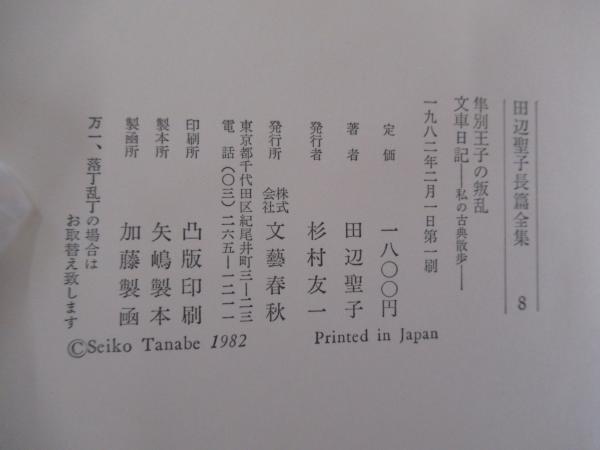 田辺聖子長篇全集 8
隼別王子の叛乱
文車日記――私の古典散歩――
一九八二年二月一日第一刷
定価 一八〇〇円
著者 田辺聖子
発行者 杉村友一
発行所 株式会社 文藝春秋
東京都千代田区紀尾井町三―二三
電話(〇三)二六五―一二一一
印刷所 凸版印刷
製本所 矢嶋製本
製函所 加藤製函
万一、落丁乱丁の場合は
お取替え致します
©Seiko Tanabe 1982 Printed in Japan